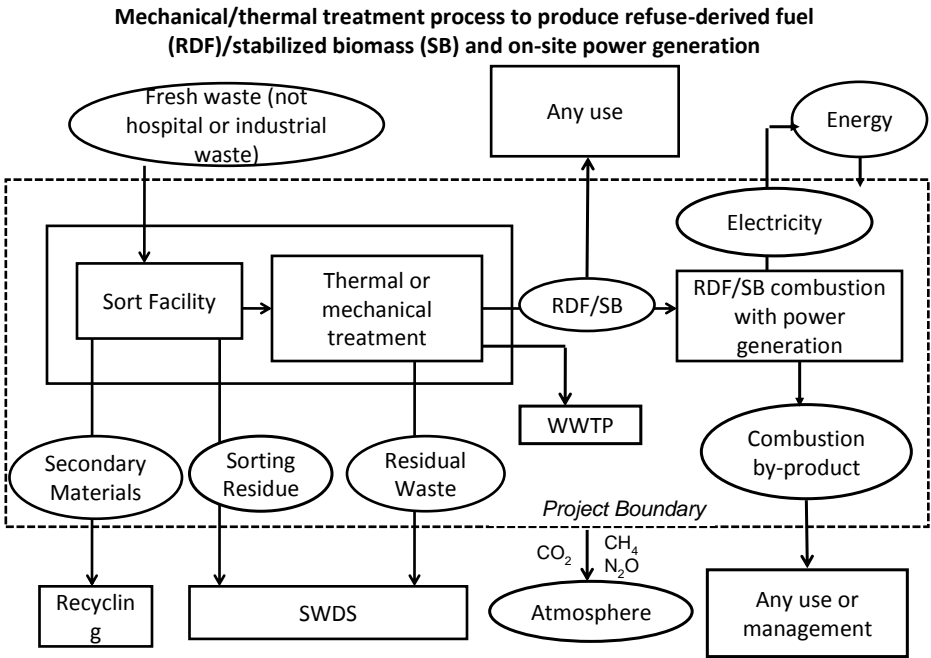 Mechanical/thermal treatment process to produce refuse-derived fuel
(RDF)/stabilized biomass (SB) and on-site power generation
Fresh waste (not
hospital or industrial
waste)
Any use
Energy
Electricity
Sort Facility
Thermal or
mechanical
treatment
RDF/SB
RDF/SB combustion
with power
generation
WWTP
Secondary
Materials
Sorting
Residue
Residual
Waste
Combustion
by-product
Project Boundary
CO₂
CH₄
N₂O
Recyclin
g
SWDS
Atmosphere
Any use or
management